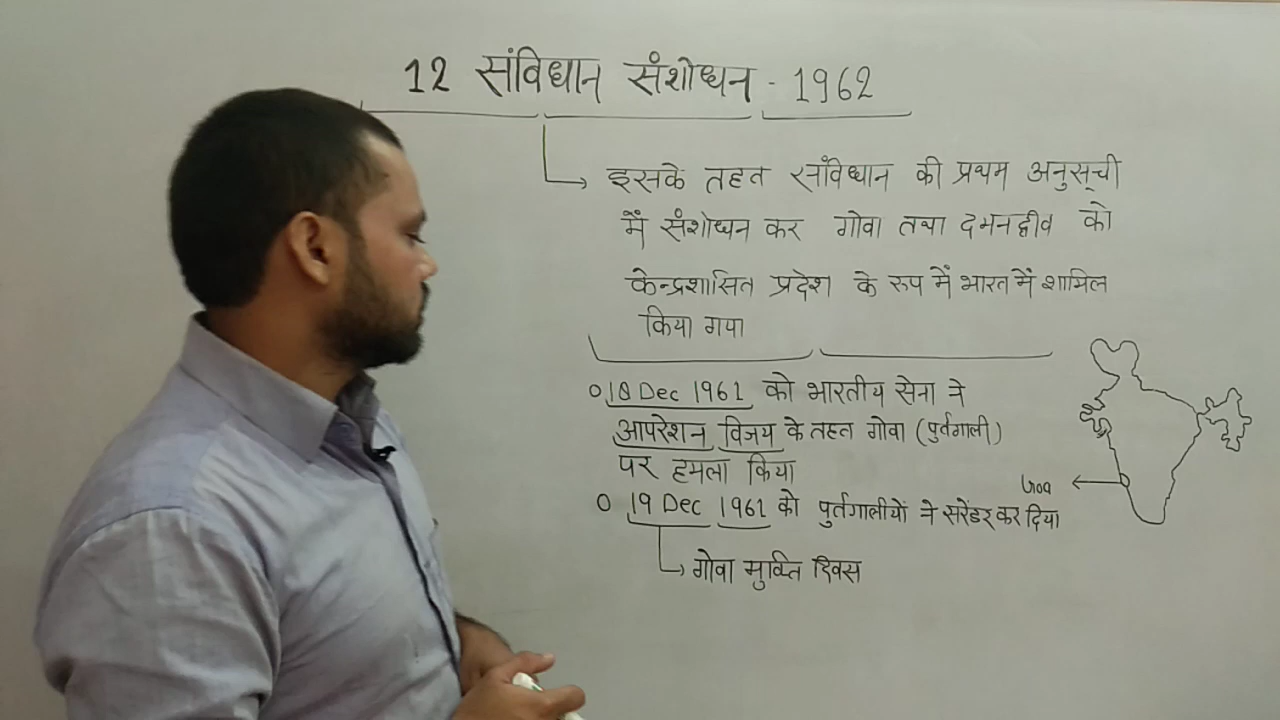 12 संविधान संशोधन - 1962
इसके तहत संविधान की प्रथम अनुसूची
में संशोधन कर गोवा तथा दमनद्वीव को
केन्द्रशासित प्रदेश के रूप में भारत में शामिल
किया गया
18 Dec 1961 को भारतीय सेना ने
आपरेशन विजय के तहत गोवा (पुर्तगाली)
पर हमला किया
19 Dec 1961 को पुर्तगालीयों ने सरेंडर कर दिया
Goa
गोवा मुक्ति दिवस